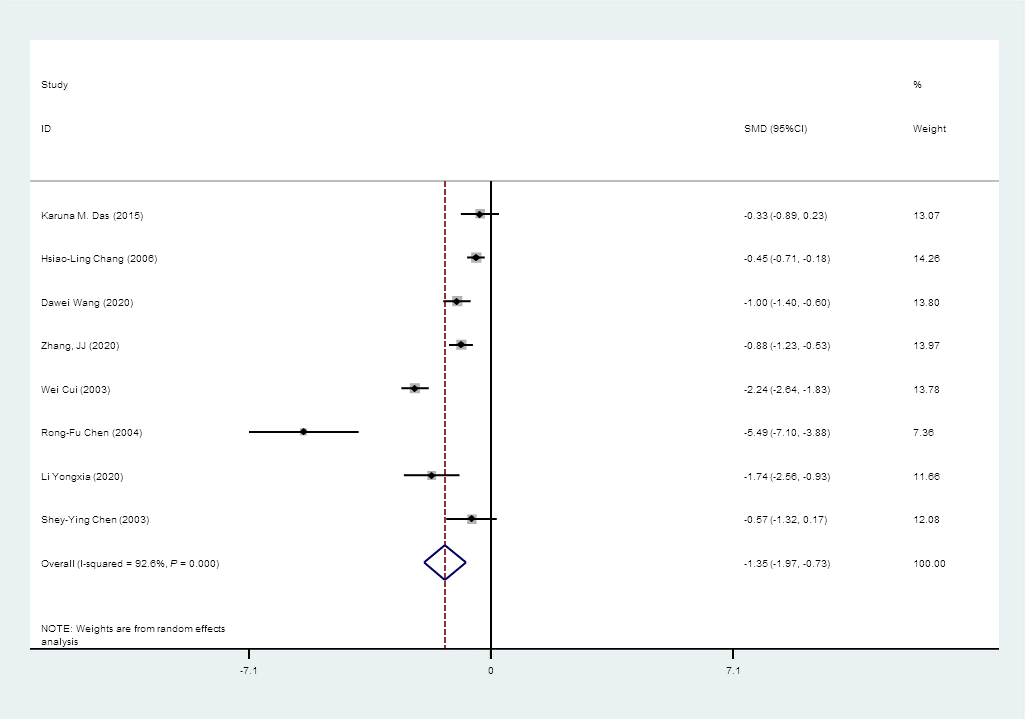 Study %
ID SMD (95%CI) Weight
Karuna M. Das (2015) -0.33 (-0.89, 0.23) 13.07
Hsiao-Ling Chang (2006) -0.45 (-0.71, -0.18) 14.26
Dawei Wang (2020) -1.00 (-1.40, -0.60) 13.80
Zhang, JJ (2020) -0.88 (-1.23, -0.53) 13.97
Wei Cui (2003) -2.24 (-2.64, -1.83) 13.78
Rong-Fu Chen (2004) -5.49 (-7.10, -3.88) 7.36
Li Yongxia (2020) -1.74 (-2.56, -0.93) 11.66
Shey-Ying Chen (2003) -0.57 (-1.32, 0.17) 12.08
Overall (I-squared = 92.6%, P = 0.000) -1.35 (-1.97, -0.73) 100.00
NOTE: Weights are from random effects
analysis
-7.1 0 7.1